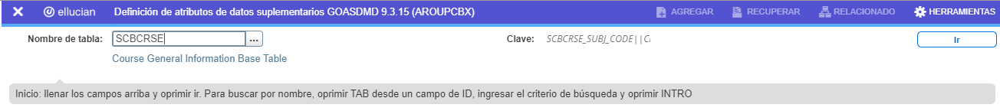 ✕ ellucian Definición de atributos de datos suplementarios GOASDMD 9.3.15 (AROUPCBX) AGREGAR RECUPERAR RELACIONADO HERRAMIENTAS
Nombre de tabla: SCBCRSE ... Clave: SCBCRSE_SUBJ_CODE||C Ir
Course General Information Base Table
Inicio: llenar los campos arriba y oprimir ir. Para buscar por nombre, oprimir TAB desde un campo de ID, ingresar el criterio de búsqueda y oprimir INTRO